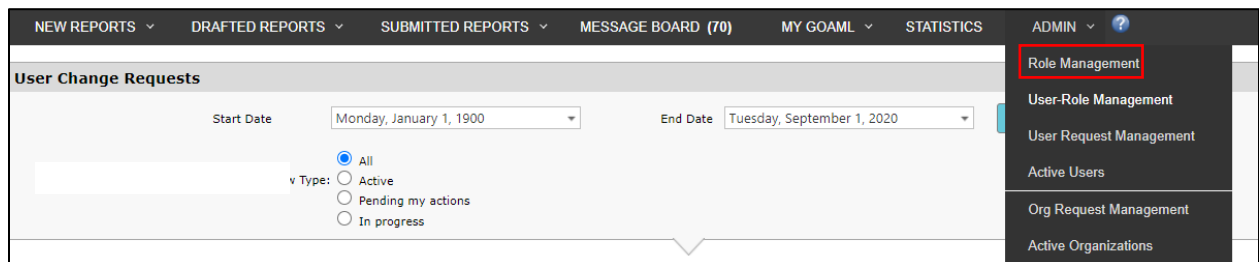 NEW REPORTS DRAFTED REPORTS SUBMITTED REPORTS MESSAGE BOARD (70) MY GOAML STATISTICS ADMIN ?
Role Management
User Change Requests
User-Role Management
Start Date Monday, January 1, 1900 End Date Tuesday, September 1, 2020
User Request Management
All
Type: Active
Active Users
Pending my actions
In progress
Org Request Management
Active Organizations